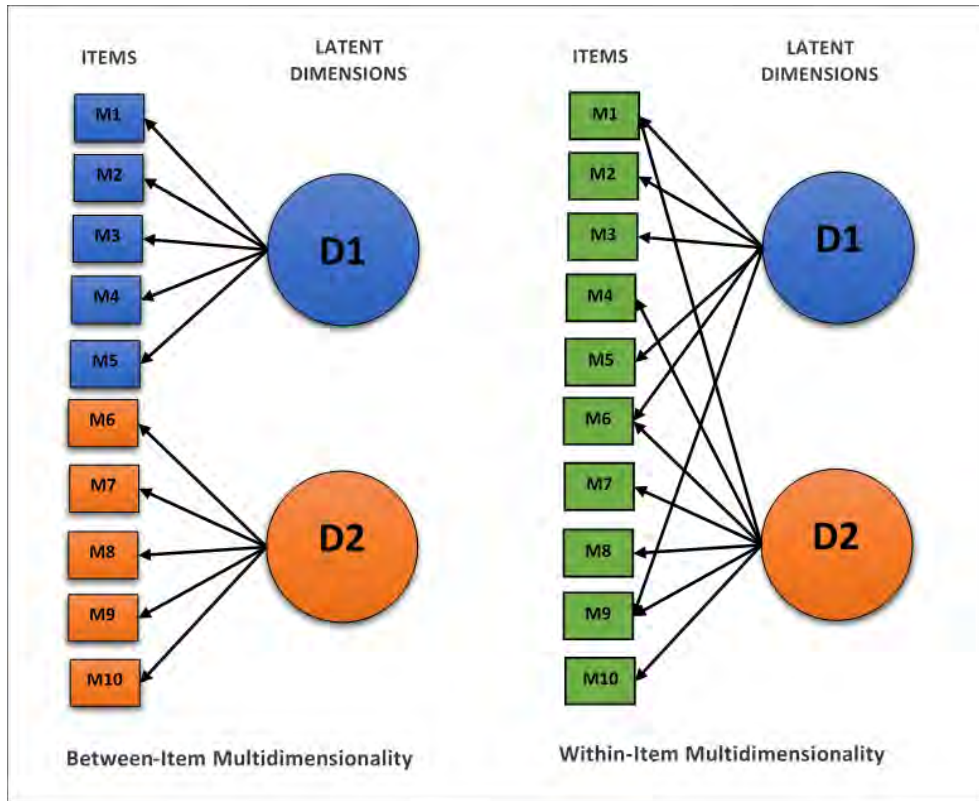 ITEMS
LATENT
DIMENSIONS
M1
M2
M3
M4
M5
M6
M7
M8
M9
M10
D1
D2
Between-Item Multidimensionality
ITEMS
LATENT
DIMENSIONS
M1
M2
M3
M4
M5
M6
M7
M8
M9
M10
D1
D2
Within-Item Multidimensionality